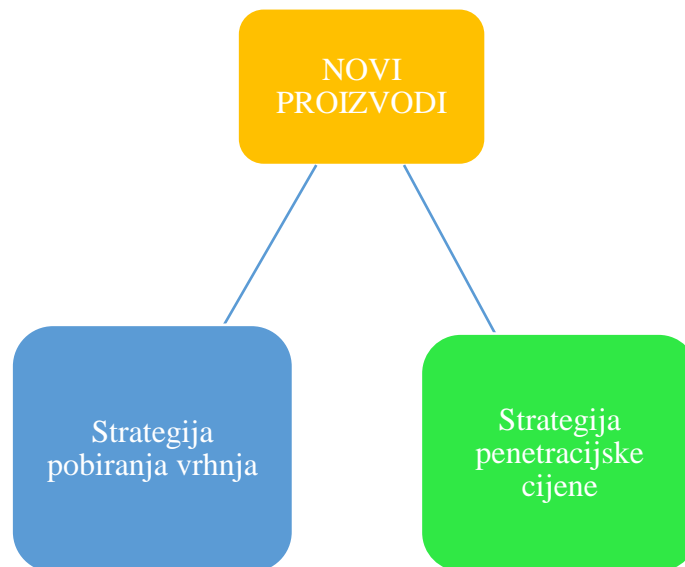 NOVI
PROIZVODI
Strategija
pobiranja vrhnja
Strategija
penetracijske
cijene